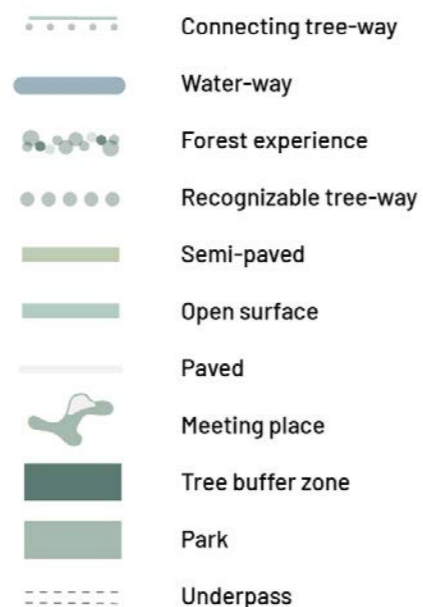 Connecting tree-way
Water-way
Forest experience
Recognizable tree-way
Semi-paved
Open surface
Paved
Meeting place
Tree buffer zone
Park
Underpass